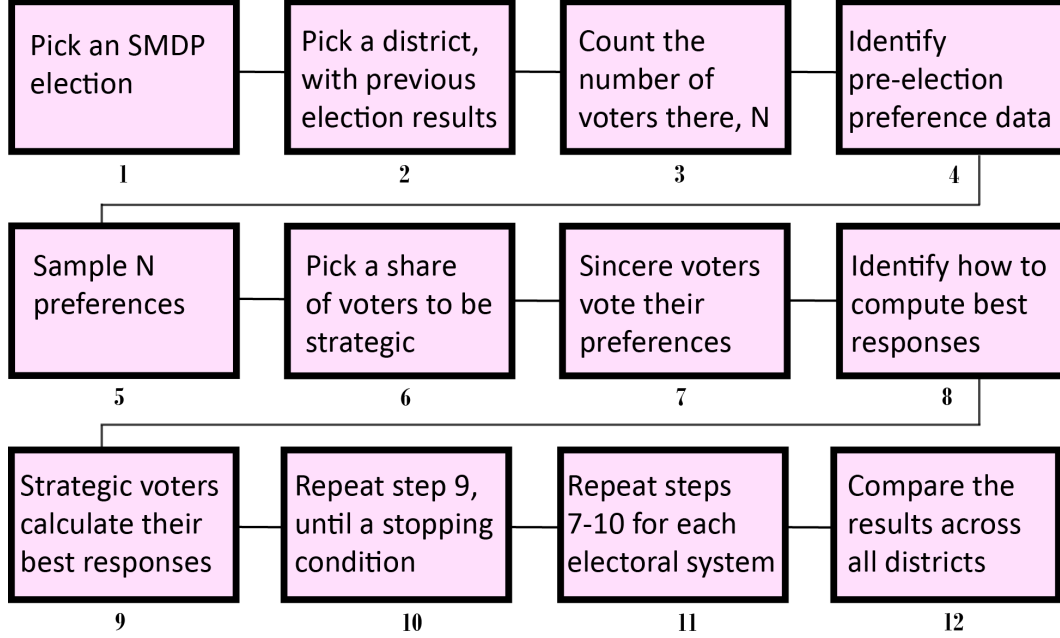 Pick an SMDP
election
1
Pick a district,
with previous
election results
2
Count the
number of
voters there, N
3
Identify
pre-election
preference data
4
Sample N
preferences
5
Pick a share
of voters to be
strategic
6
Sincere voters
vote their
preferences
7
Identify how to
compute best
responses
8
Strategic voters
calculate their
best responses
9
Repeat step 9,
until a stopping
condition
10
Repeat steps
7-10 for each
electoral system
11
Compare the
results across
all districts
12